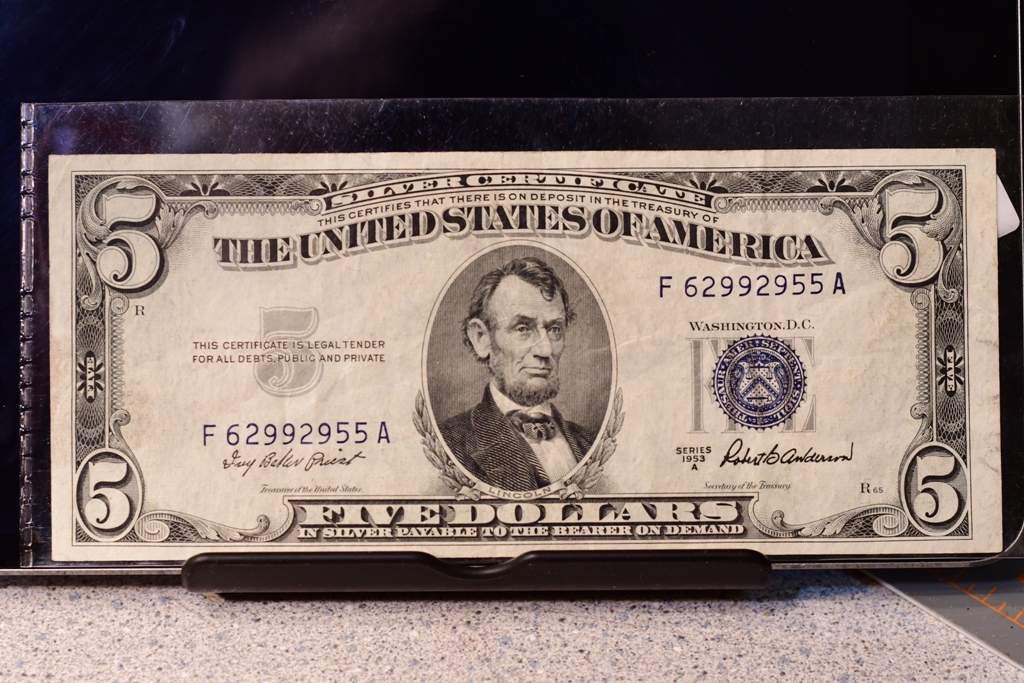 SILVER CERTIFICATE
THIS CERTIFIES THAT THERE IS ON DEPOSIT IN THE TREASURY OF
THE UNITED STATES OF AMERICA
5
5
F 62992955 A
R
WASHINGTON, D.C.
5
THIS CERTIFICATE IS LEGAL TENDER
FOR ALL DEBTS, PUBLIC AND PRIVATE
FIVE
FIVE
F 62992955 A
Ivy Baker Priest
Treasurer of the United States.
SERIES
1953
A
Robert B Anderson
Secretary of the Treasury.
R 65
LINCOLN
5
5
FIVE DOLLARS
IN SILVER PAYABLE TO THE BEARER ON DEMAND